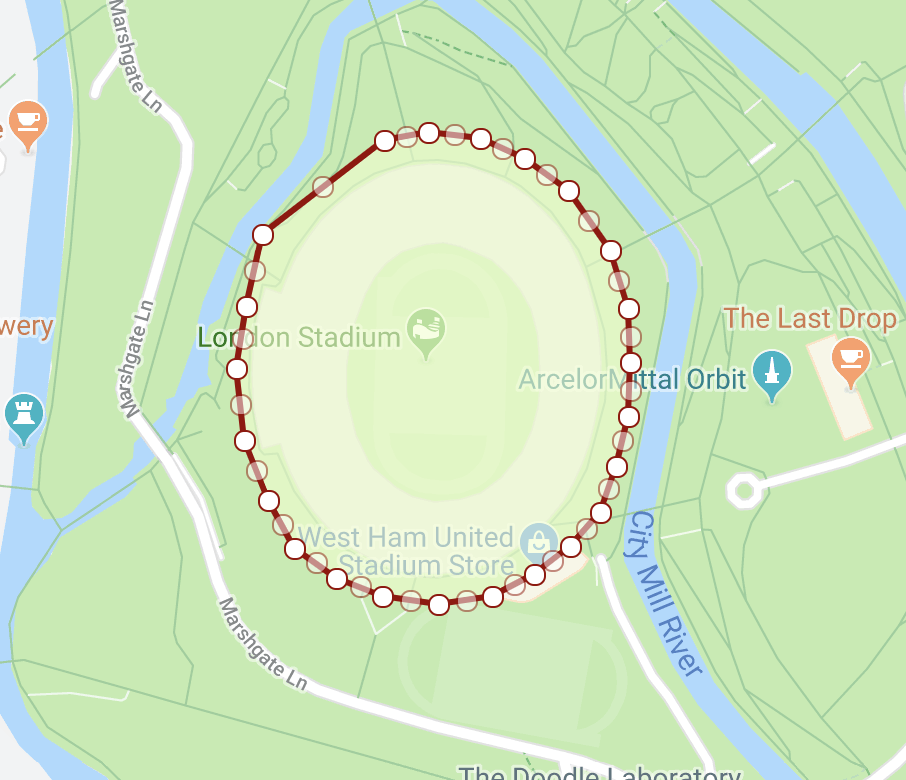 Marshgate Ln
wery
Marshgate Ln
London Stadium
The Last Drop
ArcelorMittal Orbit
West Ham United
Stadium Store
City Mill River
Marshgate Ln
The Doodle Laboratory